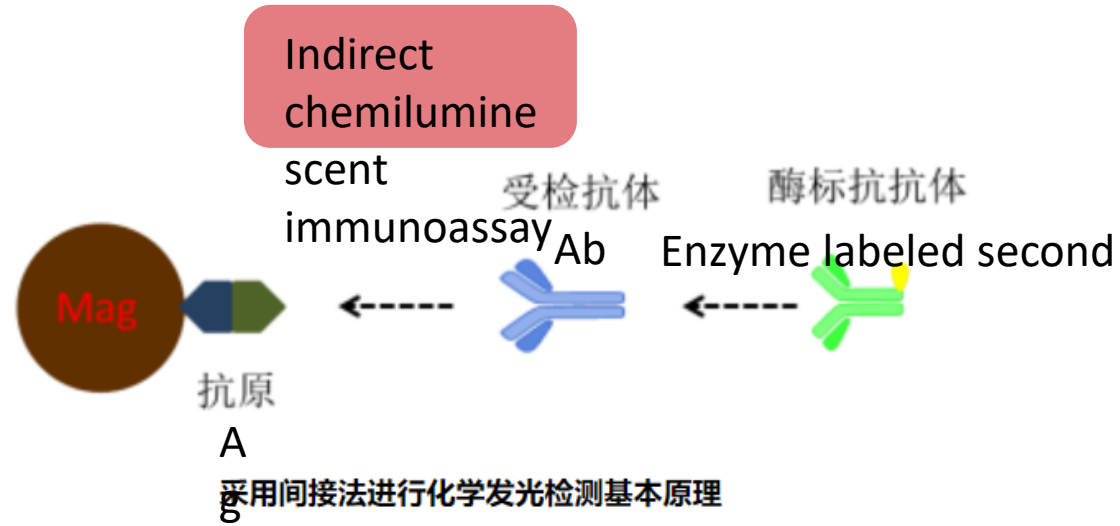 Indirect
chemilumine
scent
immunoassay
受检抗体
Ab
酶标抗抗体
Enzyme labeled second
Mag
抗原
A
g
采用间接法进行化学发光检测基本原理